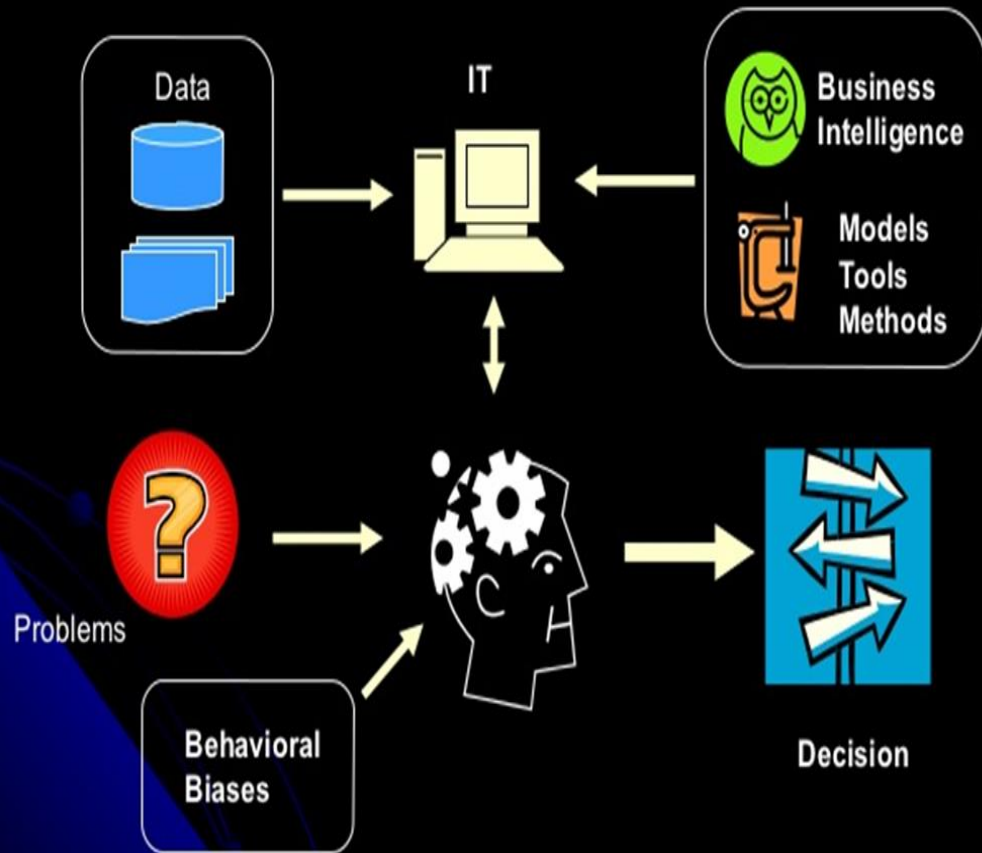 Data
IT
Business
Intelligence
Models
Tools
Methods
?
Problems
Behavioral
Biases
Decision